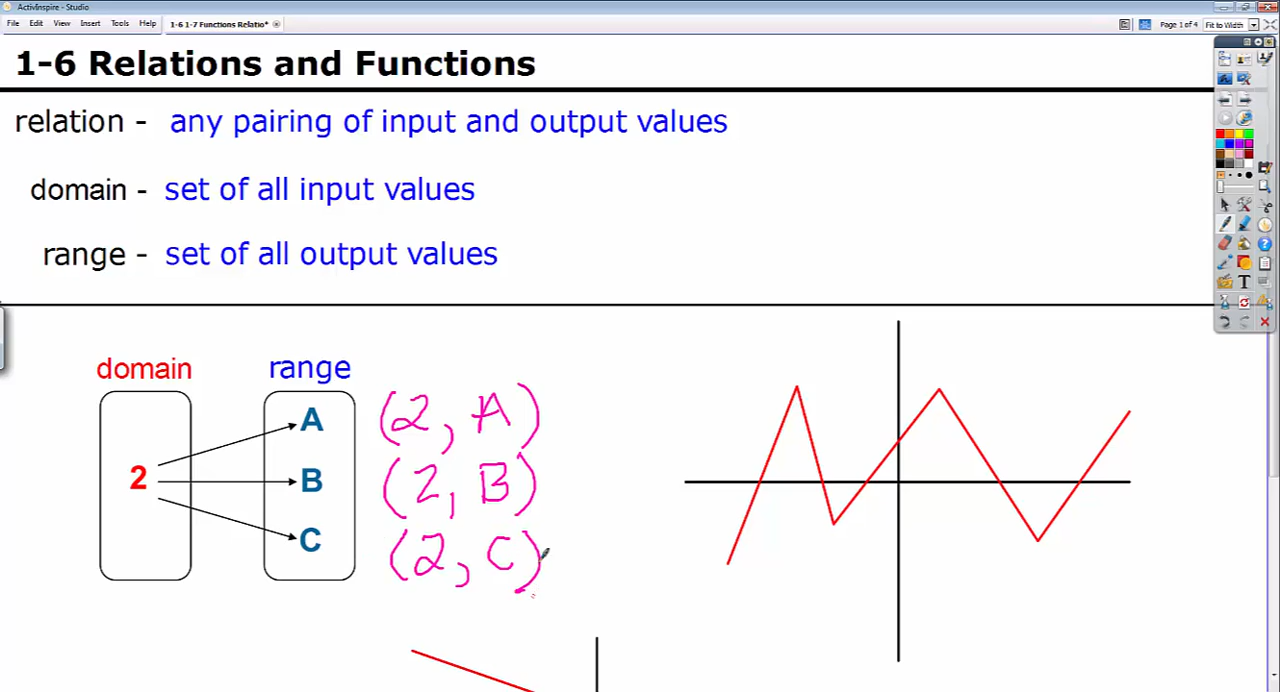 ActivInspire - Studio
File Edit View Insert Tools Help
1-6 1-7 Functions Relatio*
Page 1 of 4
Fit to Width
1-6 Relations and Functions
relation - any pairing of input and output values
domain - set of all input values
range - set of all output values
domain
range
2
A
B
C
(2, A)
(2, B)
(2, C)